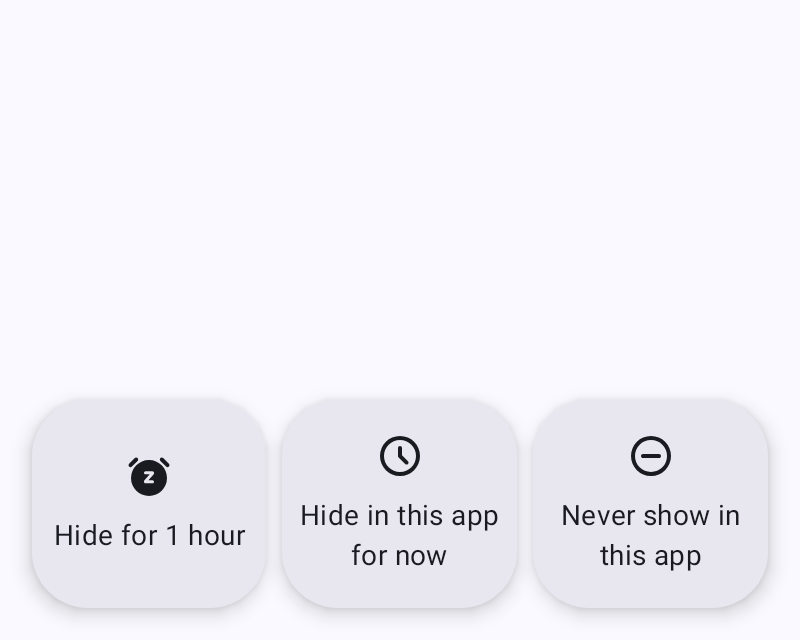 Hide for 1 hour
Hide in this app
for now
Never show in
this app